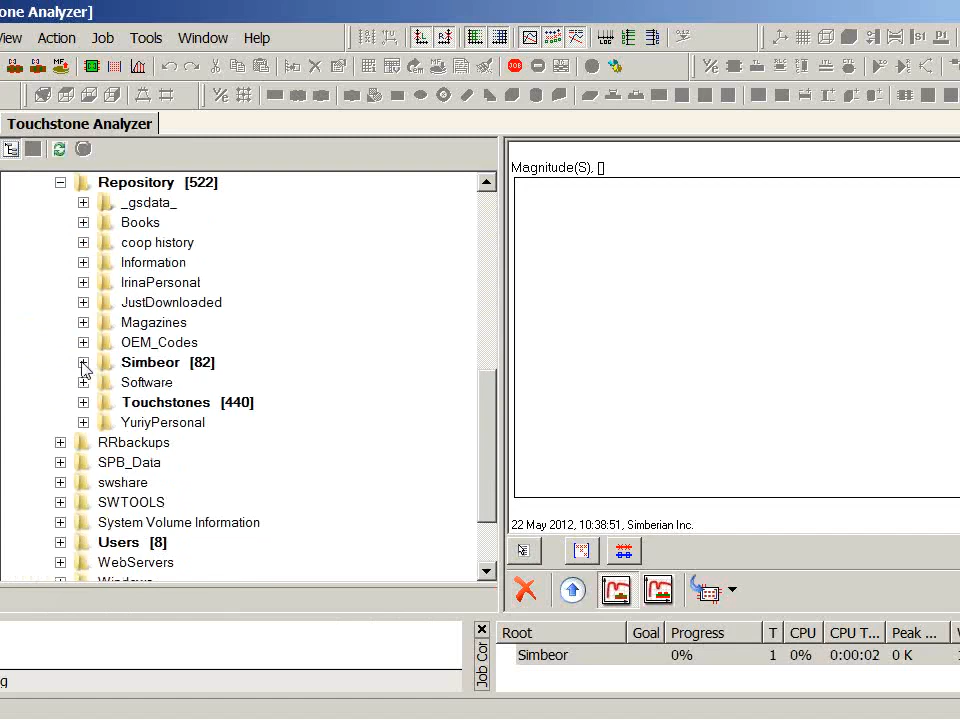 one Analyzer]
View Action Job Tools Window Help
Touchstone Analyzer
Repository [522]
_gsdata_
Books
coop history
Information
IrinaPersonal
JustDownloaded
Magazines
OEM_Codes
Simbeor [82]
Software
Touchstones [440]
YuriyPersonal
RRbackups
SPB_Data
swshare
SWTOOLS
System Volume Information
Users [8]
WebServers
Windows
Magnitude(S), []
22 May 2012, 10:38:51, Simberian Inc.
Root Goal Progress T CPU CPU T... Peak ...
Simbeor 0% 1 0% 0:00:02 0 K
Job Cor
g